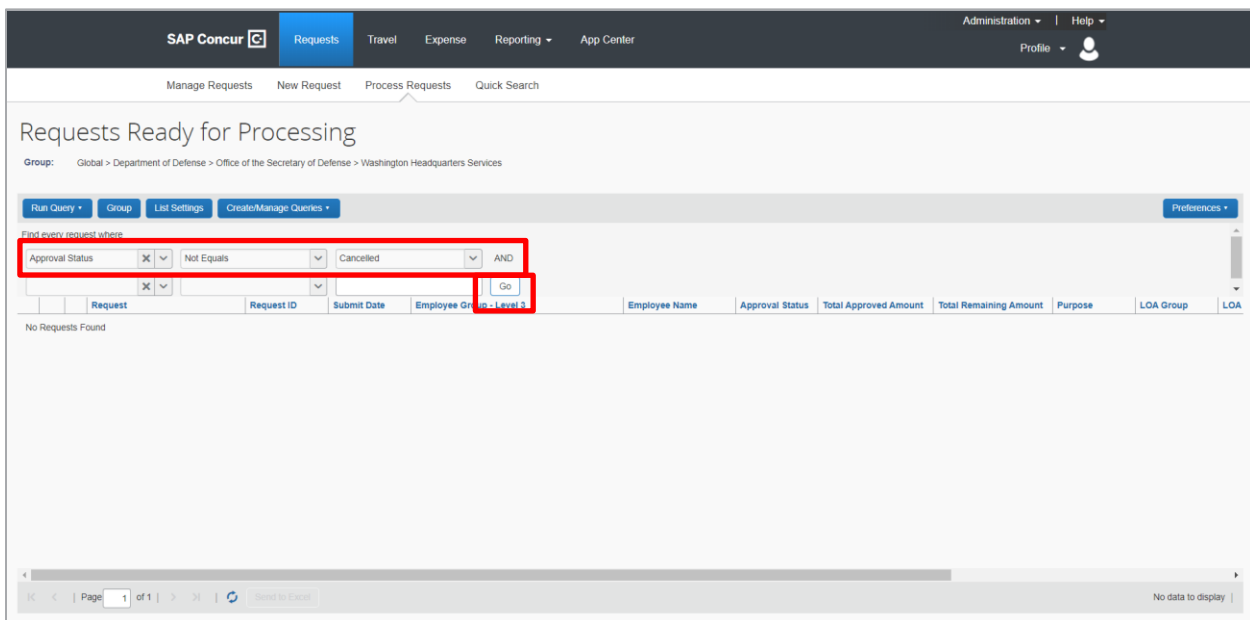 Administration | Help
SAP Concur C Requests Travel Expense Reporting App Center
Profile
Manage Requests New Request Process Requests Quick Search
Requests Ready for Processing
Group: Global > Department of Defense > Office of the Secretary of Defense > Washington Headquarters Services
Run Query Group List Settings Create/Manage Queries Preferences
Find every request where
Approval Status Not Equals Cancelled AND
Go
Request Request ID Submit Date Employee Group - Level 3 Employee Name Approval Status Total Approved Amount Total Remaining Amount Purpose LOA Group LOA
No Requests Found
| Page 1 of 1 | | Send to Excel No data to display |